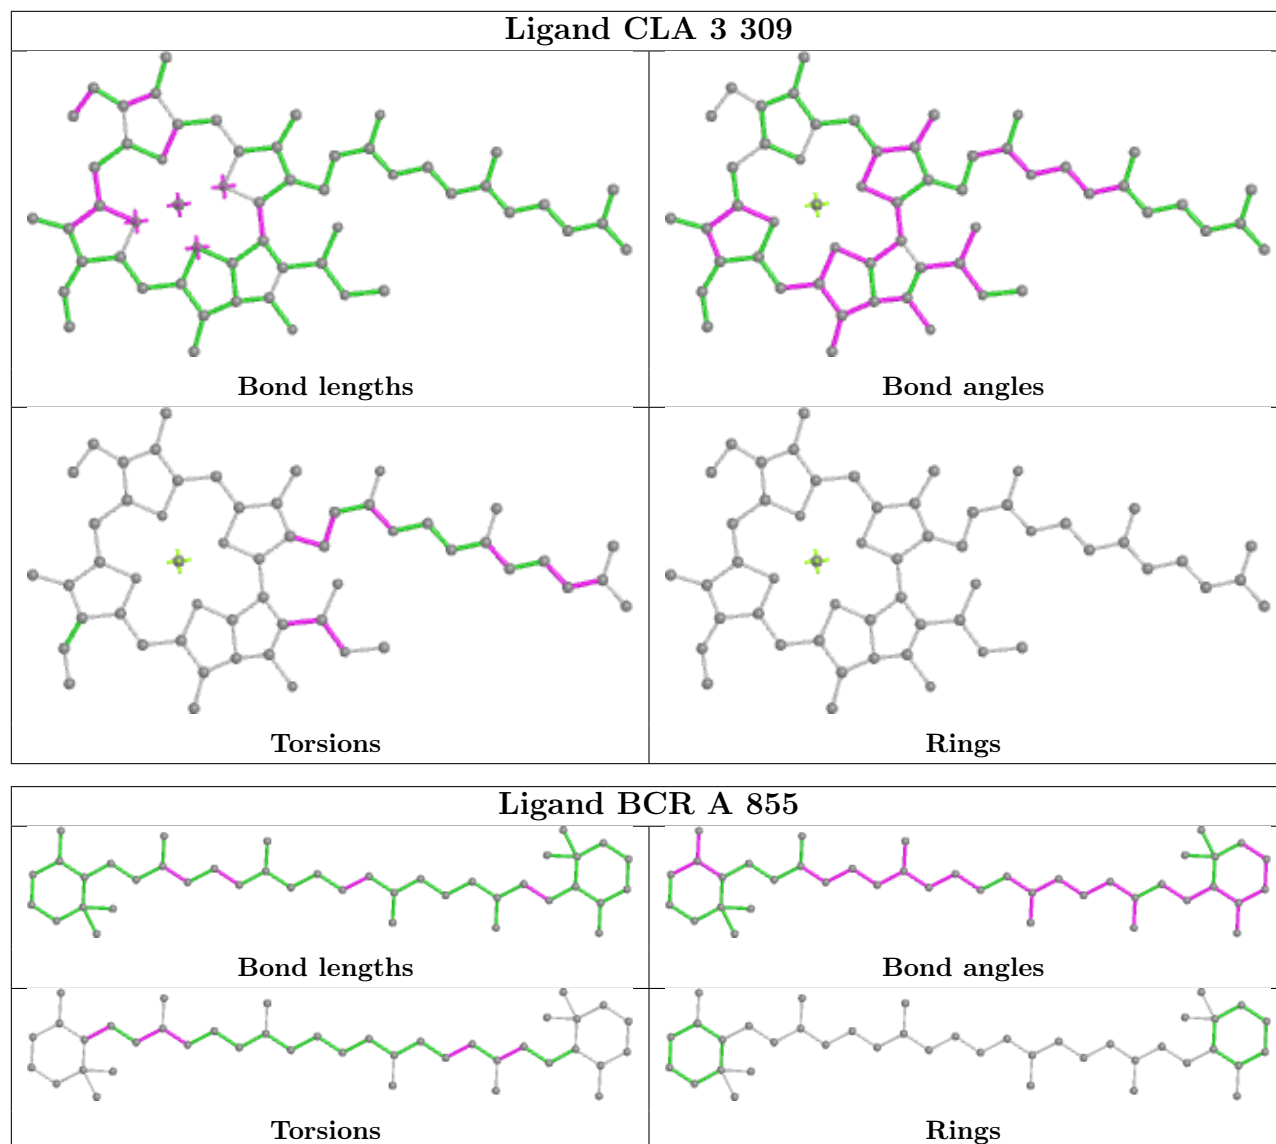 Ligand CLA 3 309
Bond lengths
Bond angles
Torsions
Rings
Ligand BCR A 855
Bond lengths
Bond angles
Torsions
Rings